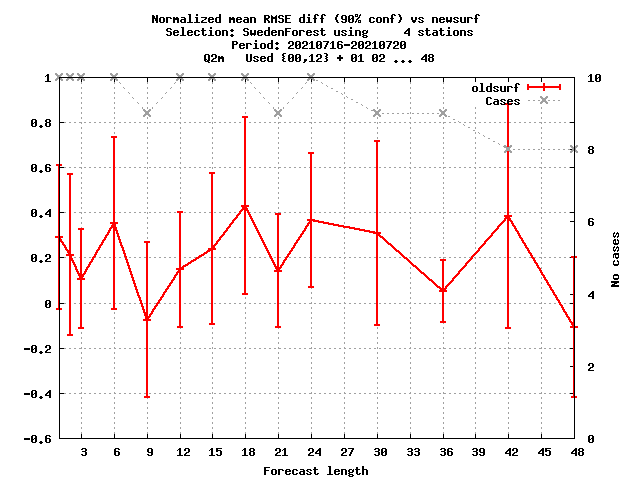 Normalized mean RMSE diff (90% conf) vs newsurf
Selection: SwedenForest using     4 stations
Period: 20210716-20210720
Q2m   Used {00,12} + 01 02 ... 48
oldsurf
Cases
1
0.8
0.6
0.4
0.2
0
-0.2
-0.4
-0.6
10
8
6
4
2
0
No cases
3 6 9 12 15 18 21 24 27 30 33 36 39 42 45 48
Forecast length